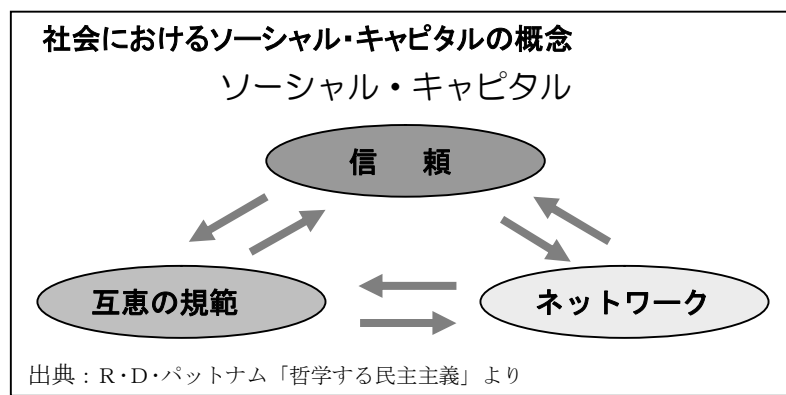 社会におけるソーシャル・キャピタルの概念
ソーシャル・キャピタル
信　頼
互恵の規範
ネットワーク
出典：R・D・パットナム「哲学する民主主義」より